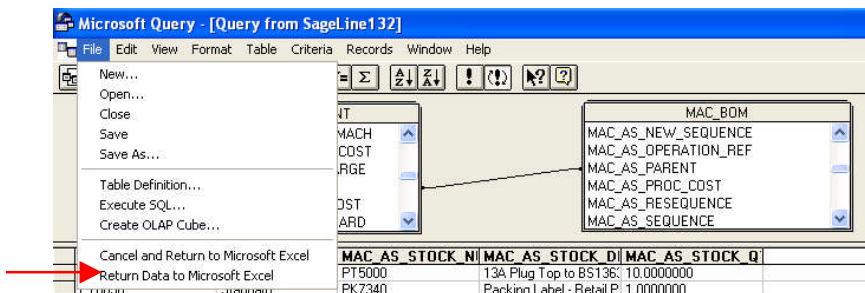 Microsoft Query - [Query from SageLine132]
File Edit View Format Table Criteria Records Window Help
New...
Open...
Close
Save
Save As...
Table Definition...
Execute SQL...
Create OLAP Cube...
Cancel and Return to Microsoft Excel
Return Data to Microsoft Excel
NT
MACH
COST
RGE
OST
ARD
MAC_BOM
MAC_AS_NEW_SEQUENCE
MAC_AS_OPERATION_REF
MAC_AS_PARENT
MAC_AS_PROC_COST
MAC_AS_RESEQUENCE
MAC_AS_SEQUENCE
MAC_AS_STOCK_N MAC_AS_STOCK_D MAC_AS_STOCK_Q
PT5000 13A Plug Top to BS136 10.0000000
Standard PK7340 Packing Label - Retail P 1.0000000